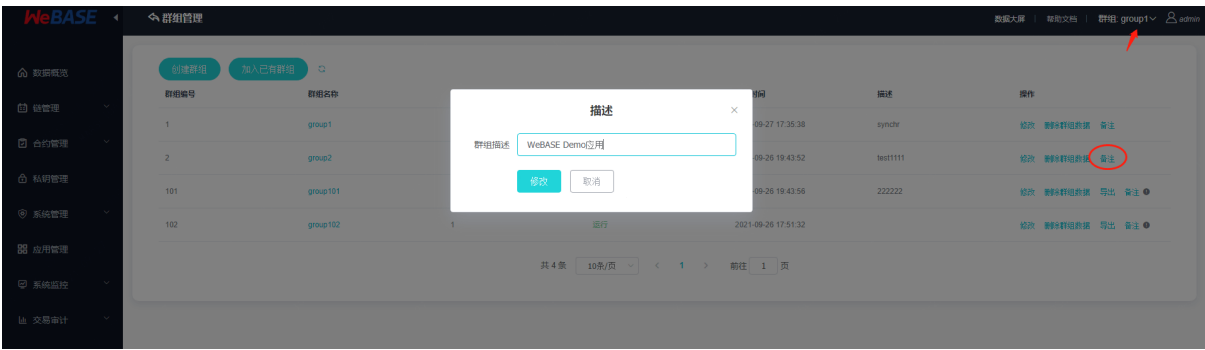 WeBASE 群组管理 数据大屏 | 帮助文档 | 群组: group1 admin
数据概览
链管理
合约管理
私钥管理
系统管理
应用管理
系统监控
交易审计
创建群组 加入已有群组
群组编号 群组名称 时间 描述 操作
1 group1 -09-27 17:35:38 synchr 修改 删除群组数据 备注
2 group2 -09-26 19:43:52 test1111 修改 删除群组数据 备注
101 group101 -09-26 19:43:56 222222 修改 删除群组数据 导出 备注
102 group102 1 运行 2021-09-26 17:51:32 修改 删除群组数据 导出 备注
共 4 条 10条/页 < 1 > 前往 1 页
描述 ×
群组描述 WeBASE Demo应用
修改 取消